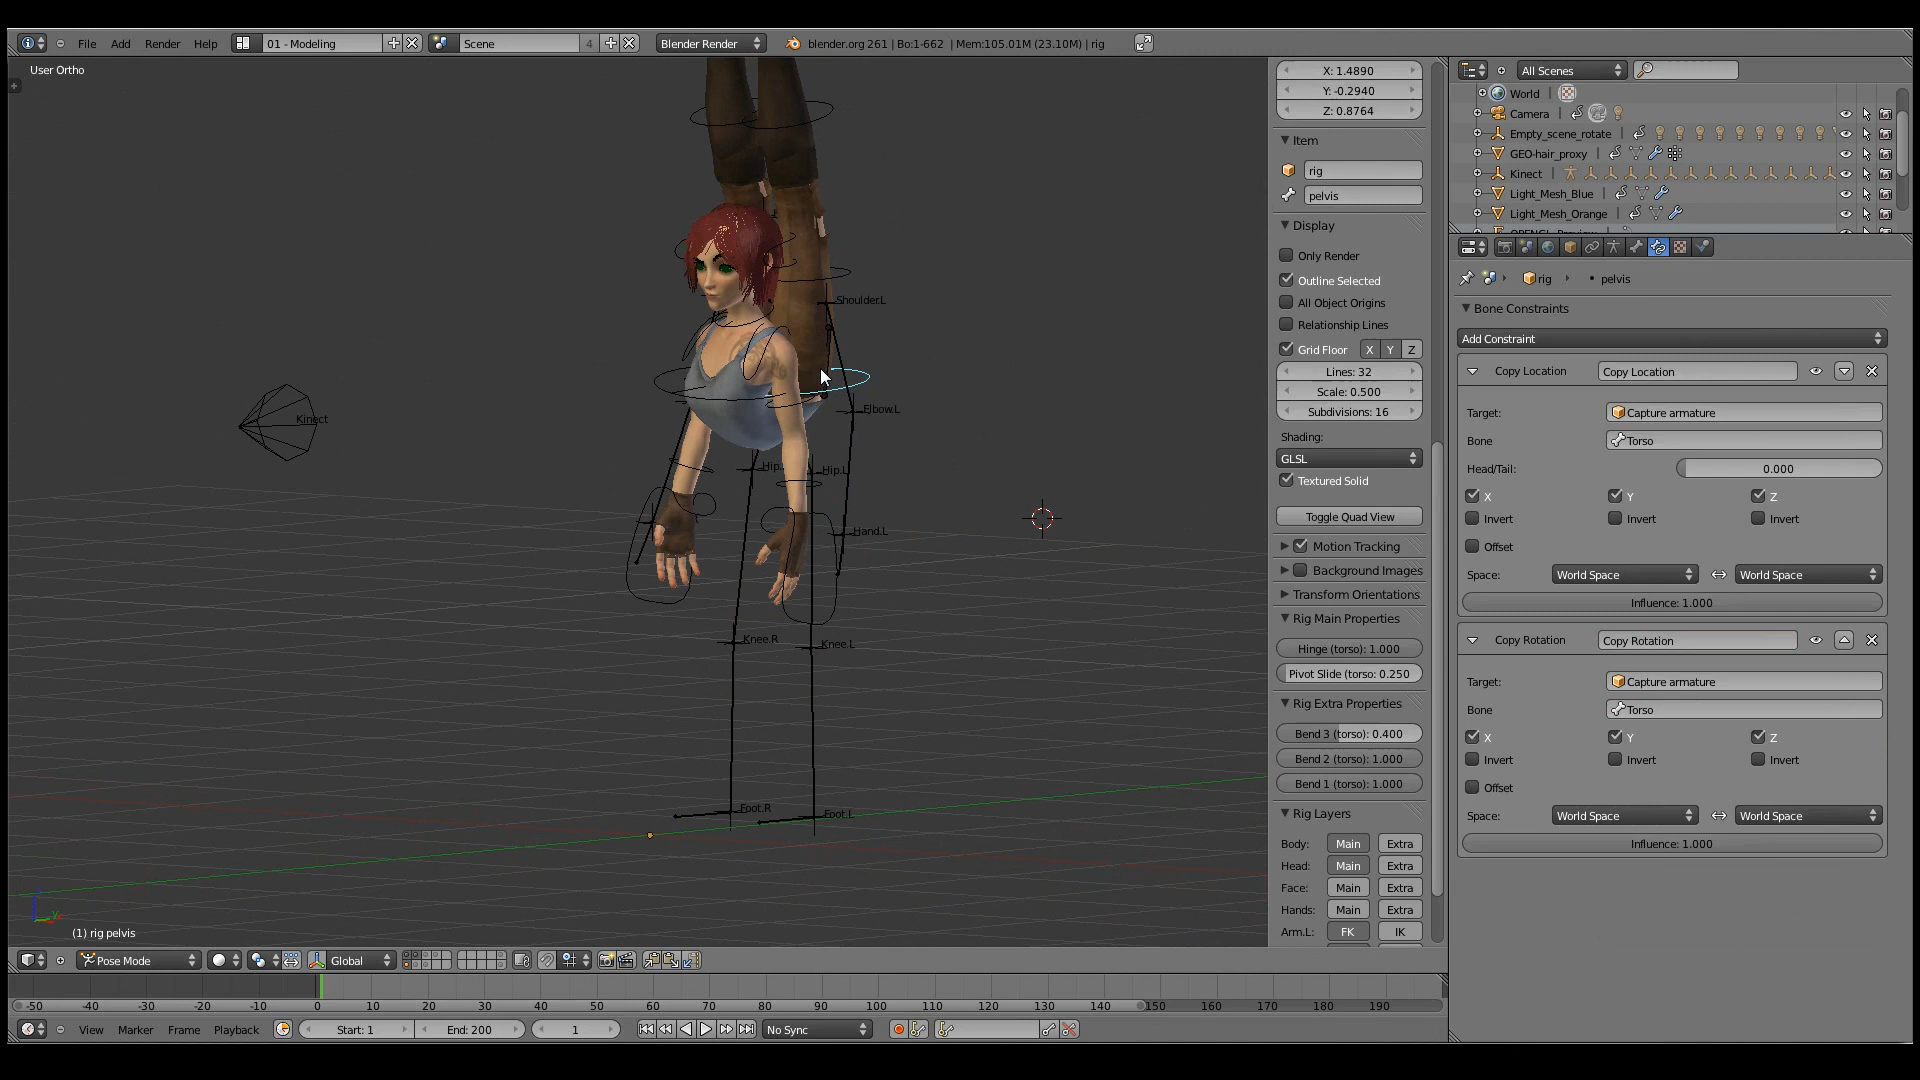 File Add Render Help 01 - Modeling Scene 4 Blender Render blender.org 261 | Bo:1-662 | Mem:105.01M (23.10M) | rig
User Ortho
Kinect
Shoulder.L
Elbow.L
Hip.
Hip.L
Hand.L
Knee.R
Knee.L
Foot.R
Foot.L
(1) rig pelvis
X: 1.4890
Y: -0.2940
Z: 0.8764
Item
rig
pelvis
Display
Only Render
Outline Selected
All Object Origins
Relationship Lines
Grid Floor X Y Z
Lines: 32
Scale: 0.500
Subdivisions: 16
Shading:
GLSL
Textured Solid
Toggle Quad View
Motion Tracking
Background Images
Transform Orientations
Rig Main Properties
Hinge (torso): 1.000
Pivot Slide (torso: 0.250
Rig Extra Properties
Bend 3 (torso): 0.400
Bend 2 (torso): 1.000
Bend 1 (torso): 1.000
Rig Layers
Body: Main Extra
Head: Main Extra
Face: Main Extra
Hands: Main Extra
Arm.L: FK IK
All Scenes
World
Camera
Empty_scene_rotate
GEO-hair_proxy
Kinect
Light_Mesh_Blue
Light_Mesh_Orange
rig pelvis
Bone Constraints
Add Constraint
Copy Location Copy Location
Target: Capture armature
Bone Torso
Head/Tail: 0.000
X Y Z
Invert Invert Invert
Offset
Space: World Space World Space
Influence: 1.000
Copy Rotation Copy Rotation
Target: Capture armature
Bone Torso
X Y Z
Invert Invert Invert
Offset
Space: World Space World Space
Influence: 1.000
Pose Mode Global
-50 -40 -30 -20 -10 0 10 20 30 40 50 60 70 80 90 100 110 120 130 140 150 160 170 180 190
View Marker Frame Playback Start: 1 End: 200 1 No Sync